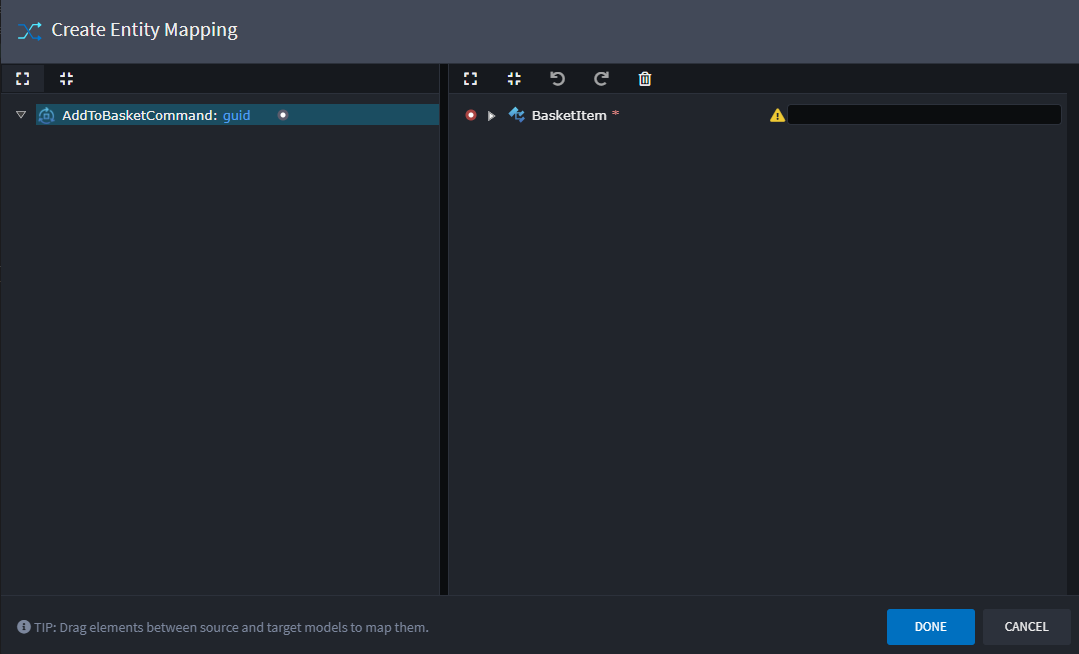 Create Entity Mapping
AddToBasketCommand: guid
BasketItem *
TIP: Drag elements between source and target models to map them.
DONE
CANCEL